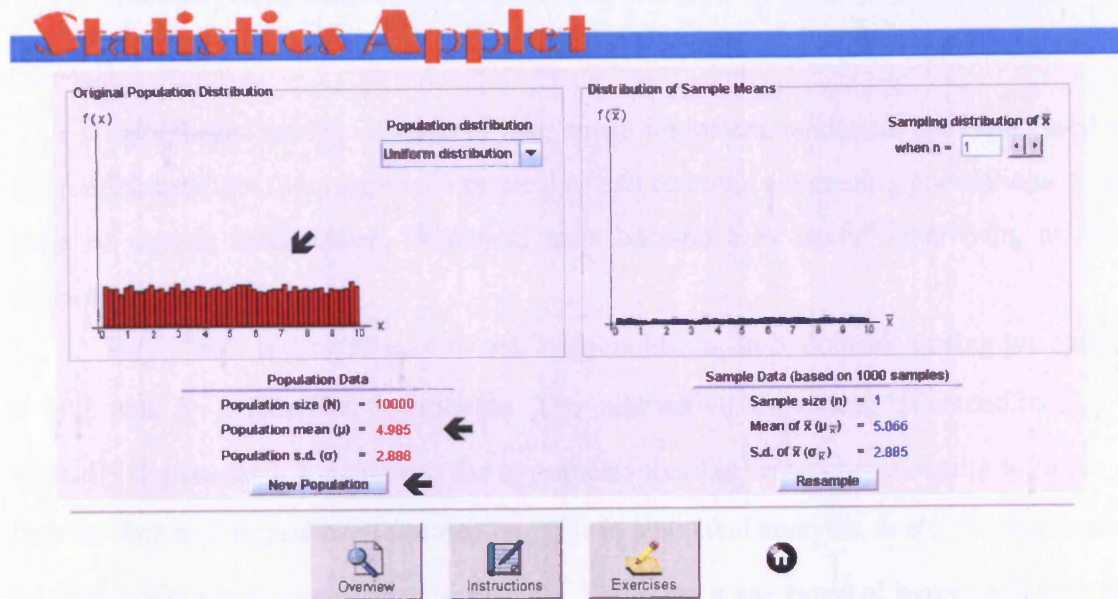 Statistics Applet
Original Population Distribution
f(x)
Population distribution
Uniform distribution
0 1 2 3 4 5 6 7 8 9 10 x
Population Data
Population size (N) = 10000
Population mean (μ) = 4.985
Population s.d. (σ) = 2.888
New Population
Distribution of Sample Means
f(x̅)
Sampling distribution of x̅
when n = 1
0 1 2 3 4 5 6 7 8 9 10 x̅
Sample Data (based on 1000 samples)
Sample size (n) = 1
Mean of x̅ (μx̅) = 5.066
S.d. of x̅ (σx̅) = 2.885
Resample
Overview
Instructions
Exercises